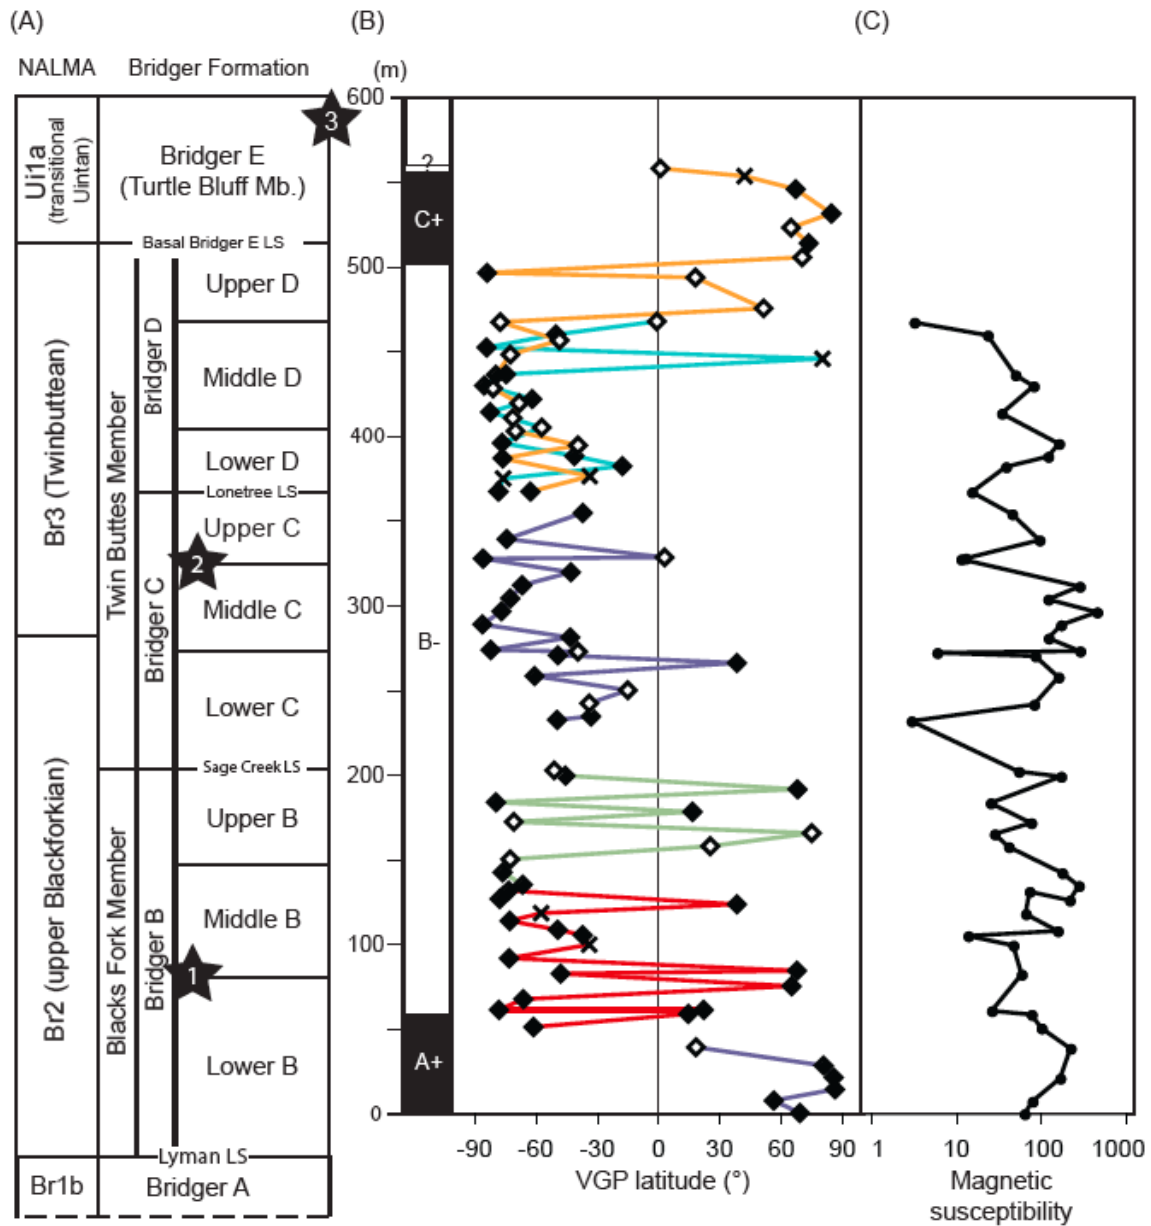 (A)
(B)
(C)
NALMA
Bridger Formation
(m)
Ui1a
(transitional
Uintan)
Br3 (Twinbuttean)
Br2 (upper Blackforkian)
Br1b
3
Bridger E
(Turtle Bluff Mb.)
Basal Bridger E LS
Twin Buttes Member
Bridger D
Upper D
Middle D
Lower D
Lonetree LS
Bridger C
Upper C
2
Middle C
Lower C
Sage Creek LS
Blacks Fork Member
Bridger B
Upper B
Middle B
1
Lower B
Lyman LS
Bridger A
600
500
400
300
200
100
0
?
C+
B-
A+
-90 -60 -30 0 30 60 90
VGP latitude (°)
1 10 100 1000
Magnetic
susceptibility